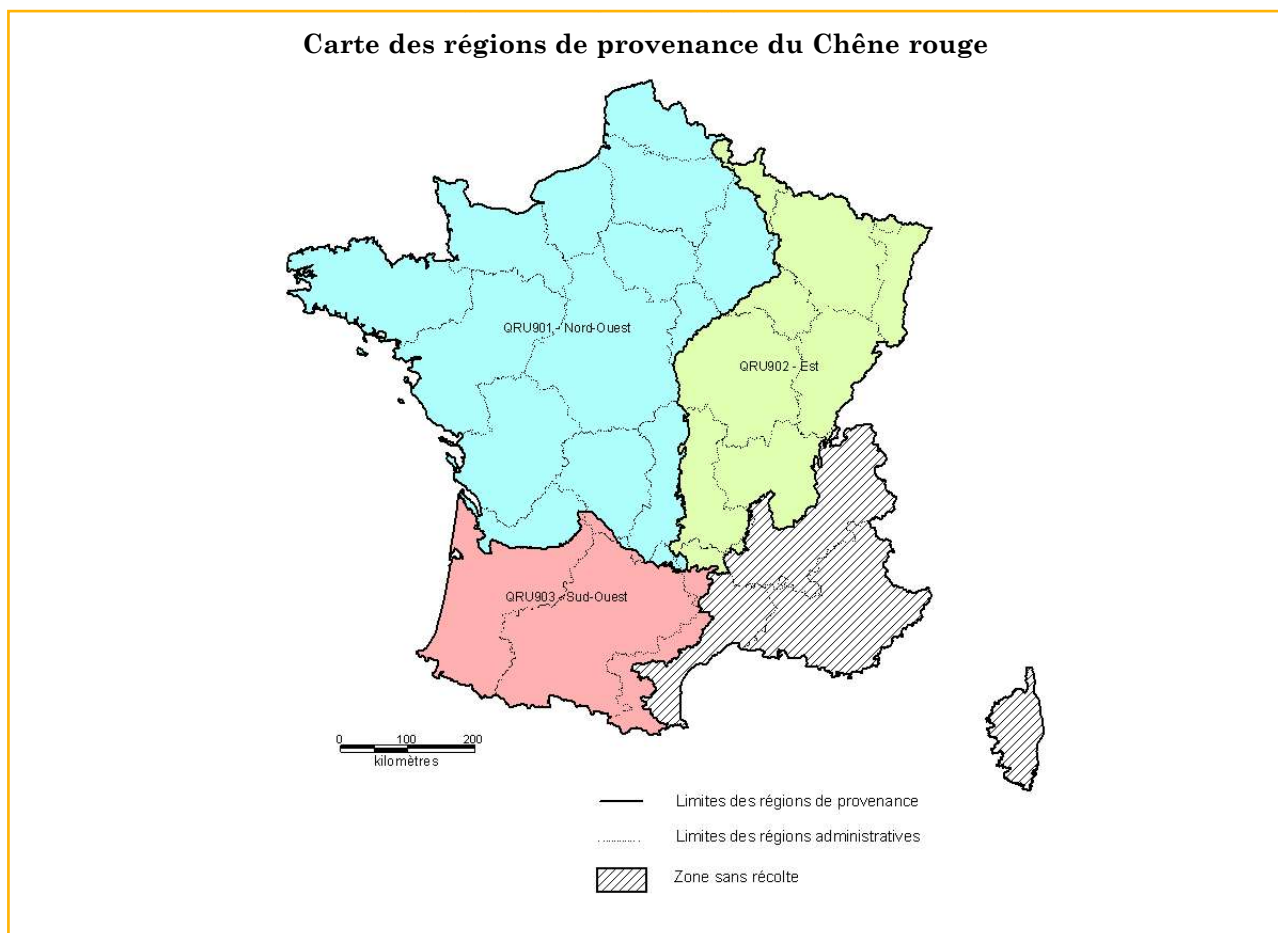 Carte des régions de provenance du Chêne rouge
QRU901 - Nord-Ouest
QRU902 - Est
QRU903 - Sud-Ouest
0 100 200
kilomètres
Limites des régions de provenance
Limites des régions administratives
Zone sans récolte